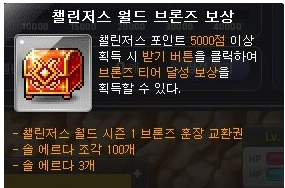 챌린저스 월드 브론즈 보상
챌린저스 포인트 5000점 이상
획득 시 받기 버튼을 클릭하여
브론즈 티어 달성 보상을
획득할 수 있다.
- 챌린저스 월드 시즌 1 브론즈 훈장 교환권
- 솔 에르다 조각 100개
- 솔 에르다 3개
Lv.
HP